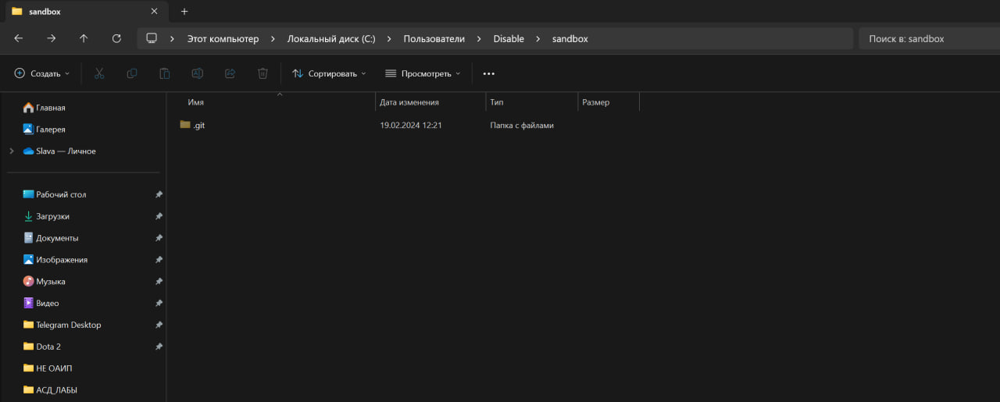 sandbox
Этот компьютер > Локальный диск (C:) > Пользователи > Disable > sandbox
Поиск в: sandbox
Создать
Сортировать
Просмотреть
Имя
Дата изменения
Тип
Размер
.git
19.02.2024 12:21
Папка с файлами
Главная
Галерея
Slava — Личное
Рабочий стол
Загрузки
Документы
Изображения
Музыка
Видео
Telegram Desktop
Dota 2
НЕ ОАИП
АСД_ЛАБЫ